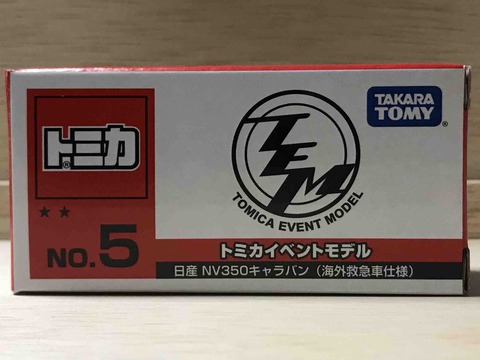 トミカ®
★★
NO.5
TEM
TOMICA EVENT MODEL
TAKARA TOMY®
トミカイベントモデル
日産 NV350キャラバン（海外救急車仕様）